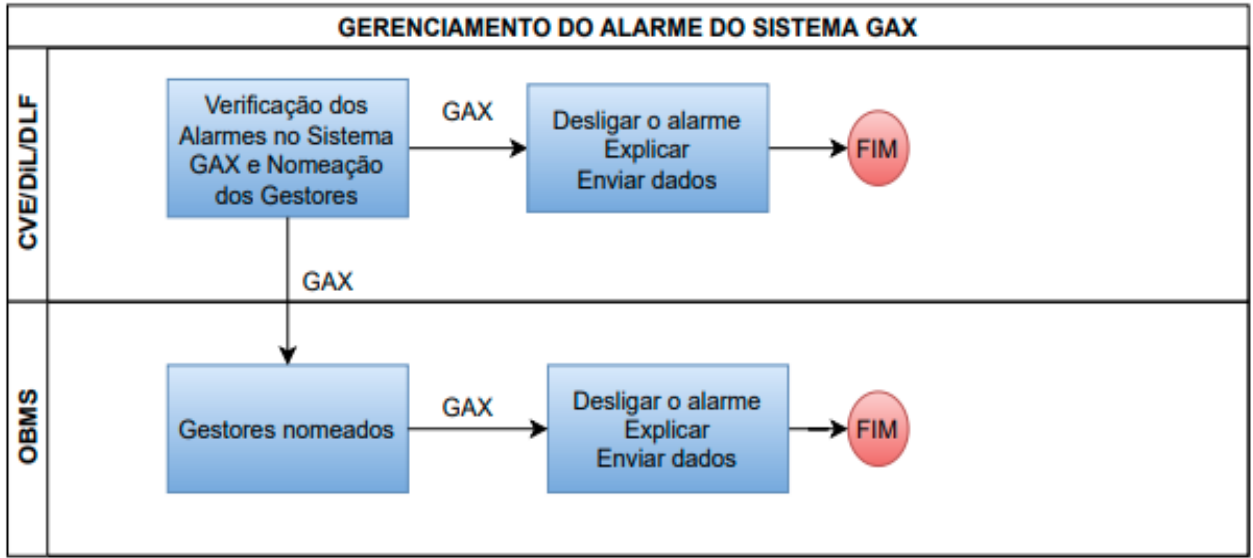 GERENCIAMENTO DO ALARME DO SISTEMA GAX
CVE/DiL/DLF
Verificação dos
Alarmes no Sistema
GAX e Nomeação
dos Gestores
GAX
Desligar o alarme
Explicar
Enviar dados
FIM
GAX
OBMS
Gestores nomeados
GAX
Desligar o alarme
Explicar
Enviar dados
FIM